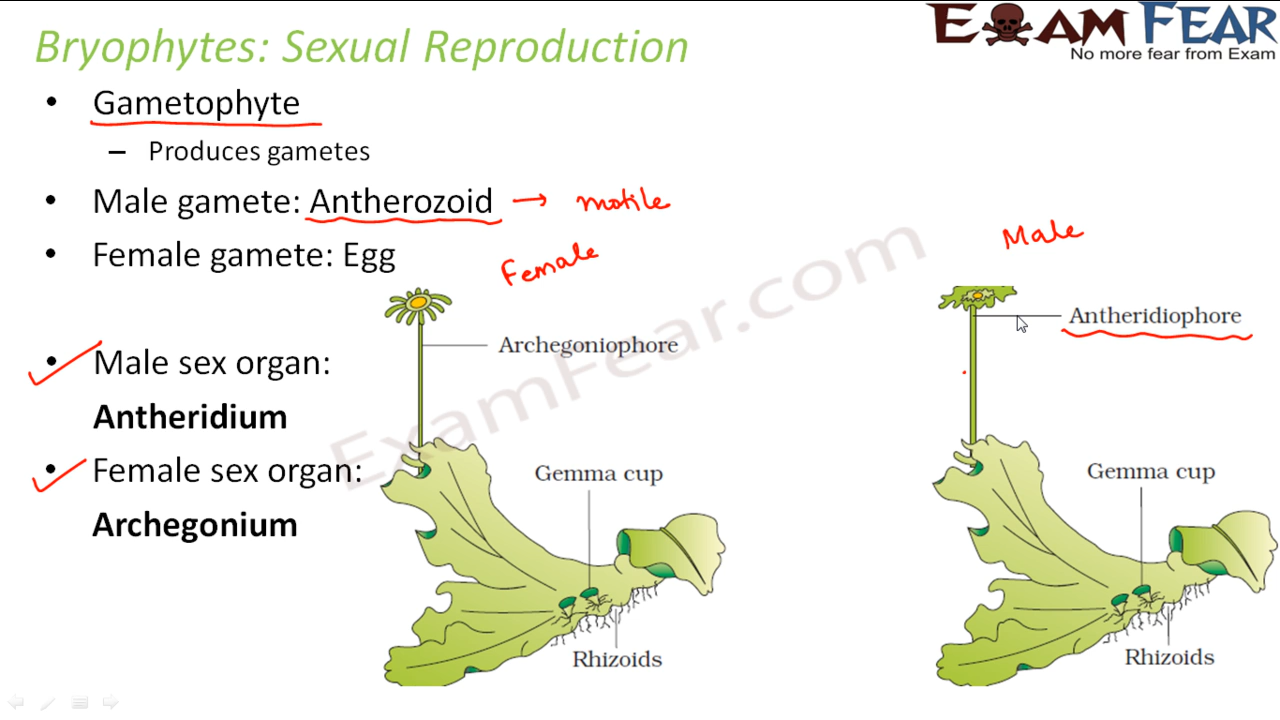 Bryophytes: Sexual Reproduction
EXAM FEAR
No more fear from Exam
• Gametophyte
– Produces gametes
• Male gamete: Antherozoid → motile
• Female gamete: Egg
Female
Male
Archegoniophore
Antheridiophore
• Male sex organ:
Antheridium
• Female sex organ:
Archegonium
Gemma cup
Gemma cup
Rhizoids
Rhizoids
ExamFear.com